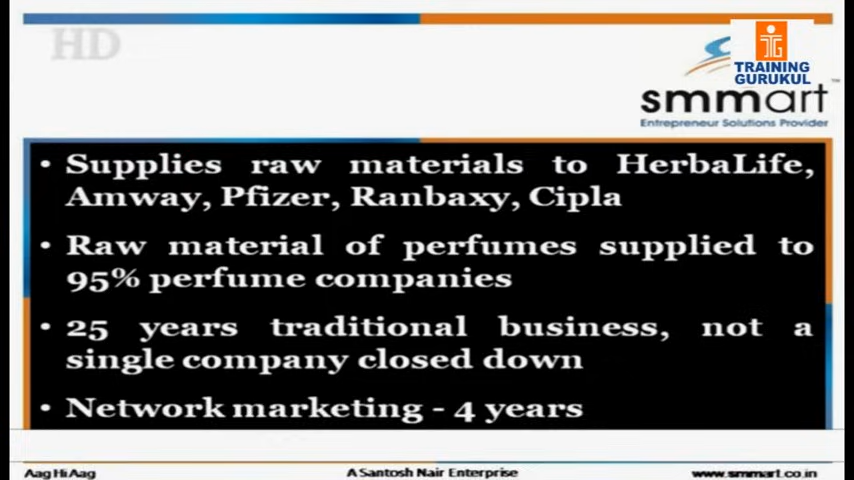 HD
TRAINING
GURUKUL
smmart™
Entrepreneur Solutions Provider
• Supplies raw materials to HerbaLife,
Amway, Pfizer, Ranbaxy, Cipla
• Raw material of perfumes supplied to
95% perfume companies
• 25 years traditional business, not a
single company closed down
• Network marketing - 4 years
Aag Hi Aag
A Santosh Nair Enterprise
www.smmart.co.in